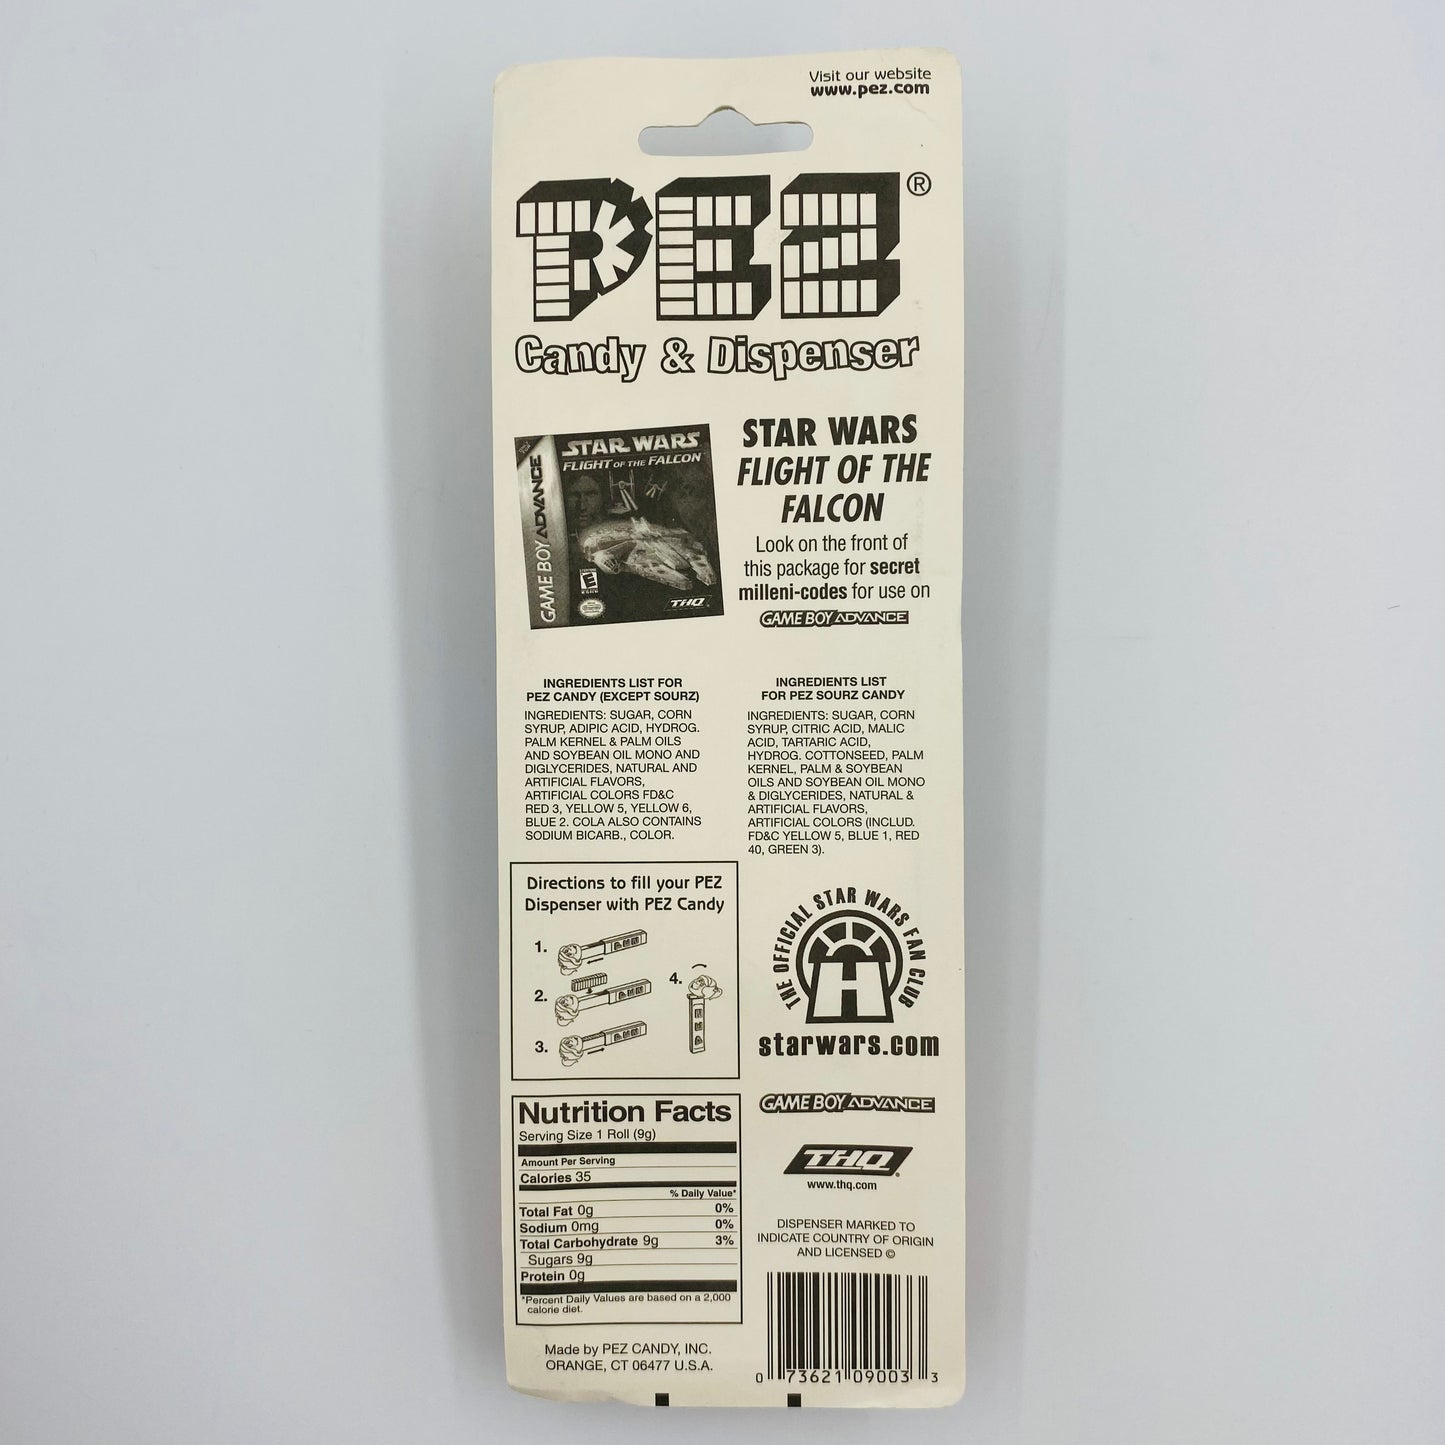 Visit our website
www.pez.com
PEZ®
Candy & Dispenser
STAR WARS
FLIGHT OF THE FALCON
GAME BOY ADVANCE
E
THQ
STAR WARS
FLIGHT OF THE
FALCON
Look on the front of
this package for secret
milleni-codes for use on
GAME BOY ADVANCE
INGREDIENTS LIST FOR
PEZ CANDY (EXCEPT SOURZ)
INGREDIENTS: SUGAR, CORN
SYRUP, ADIPIC ACID, HYDROG.
PALM KERNEL & PALM OILS
AND SOYBEAN OIL MONO AND
DIGLYCERIDES, NATURAL AND
ARTIFICIAL FLAVORS,
ARTIFICIAL COLORS FD&C
RED 3, YELLOW 5, YELLOW 6,
BLUE 2. COLA ALSO CONTAINS
SODIUM BICARB., COLOR.
INGREDIENTS LIST
FOR PEZ SOURZ CANDY
INGREDIENTS: SUGAR, CORN
SYRUP, CITRIC ACID, MALIC
ACID, TARTARIC ACID,
HYDROG. COTTONSEED, PALM
KERNEL, PALM & SOYBEAN
OILS AND SOYBEAN OIL MONO
& DIGLYCERIDES, NATURAL &
ARTIFICIAL FLAVORS,
ARTIFICIAL COLORS (INCLUD.
FD&C YELLOW 5, BLUE 1, RED
40, GREEN 3).
Directions to fill your PEZ
Dispenser with PEZ Candy
1.
2.
3.
4.
THE OFFICIAL STAR WARS FAN CLUB
starwars.com
GAME BOY ADVANCE
THQ
www.thq.com
Nutrition Facts
Serving Size 1 Roll (9g)
Amount Per Serving
Calories 35
% Daily Value*
Total Fat 0g 0%
Sodium 0mg 0%
Total Carbohydrate 9g 3%
Sugars 9g
Protein 0g
*Percent Daily Values are based on a 2,000
calorie diet.
DISPENSER MARKED TO
INDICATE COUNTRY OF ORIGIN
AND LICENSED ©
Made by PEZ CANDY, INC.
ORANGE, CT 06477 U.S.A.
0 73621 09003 3